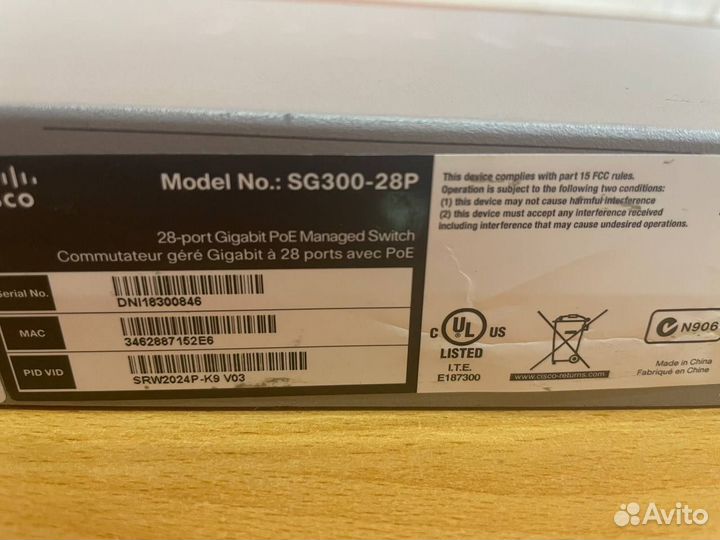 Model No.: SG300-28P
28-port Gigabit PoE Managed Switch
Commutateur géré Gigabit à 28 ports avec PoE
Serial No.
DNI18300846
MAC
3462887152E6
PID VID
SRW2024P-K9 V03
This device complies with part 15 FCC rules.
Operation is subject to the following two conditions:
(1) this device may not cause harmful interference
(2) this device must accept any interference received
including interference that may cause undesired operations.
C UL US
LISTED
I.T.E.
E187300
www.cisco-returns.com
N906
Made in China
Fabriqué en Chine
Avito